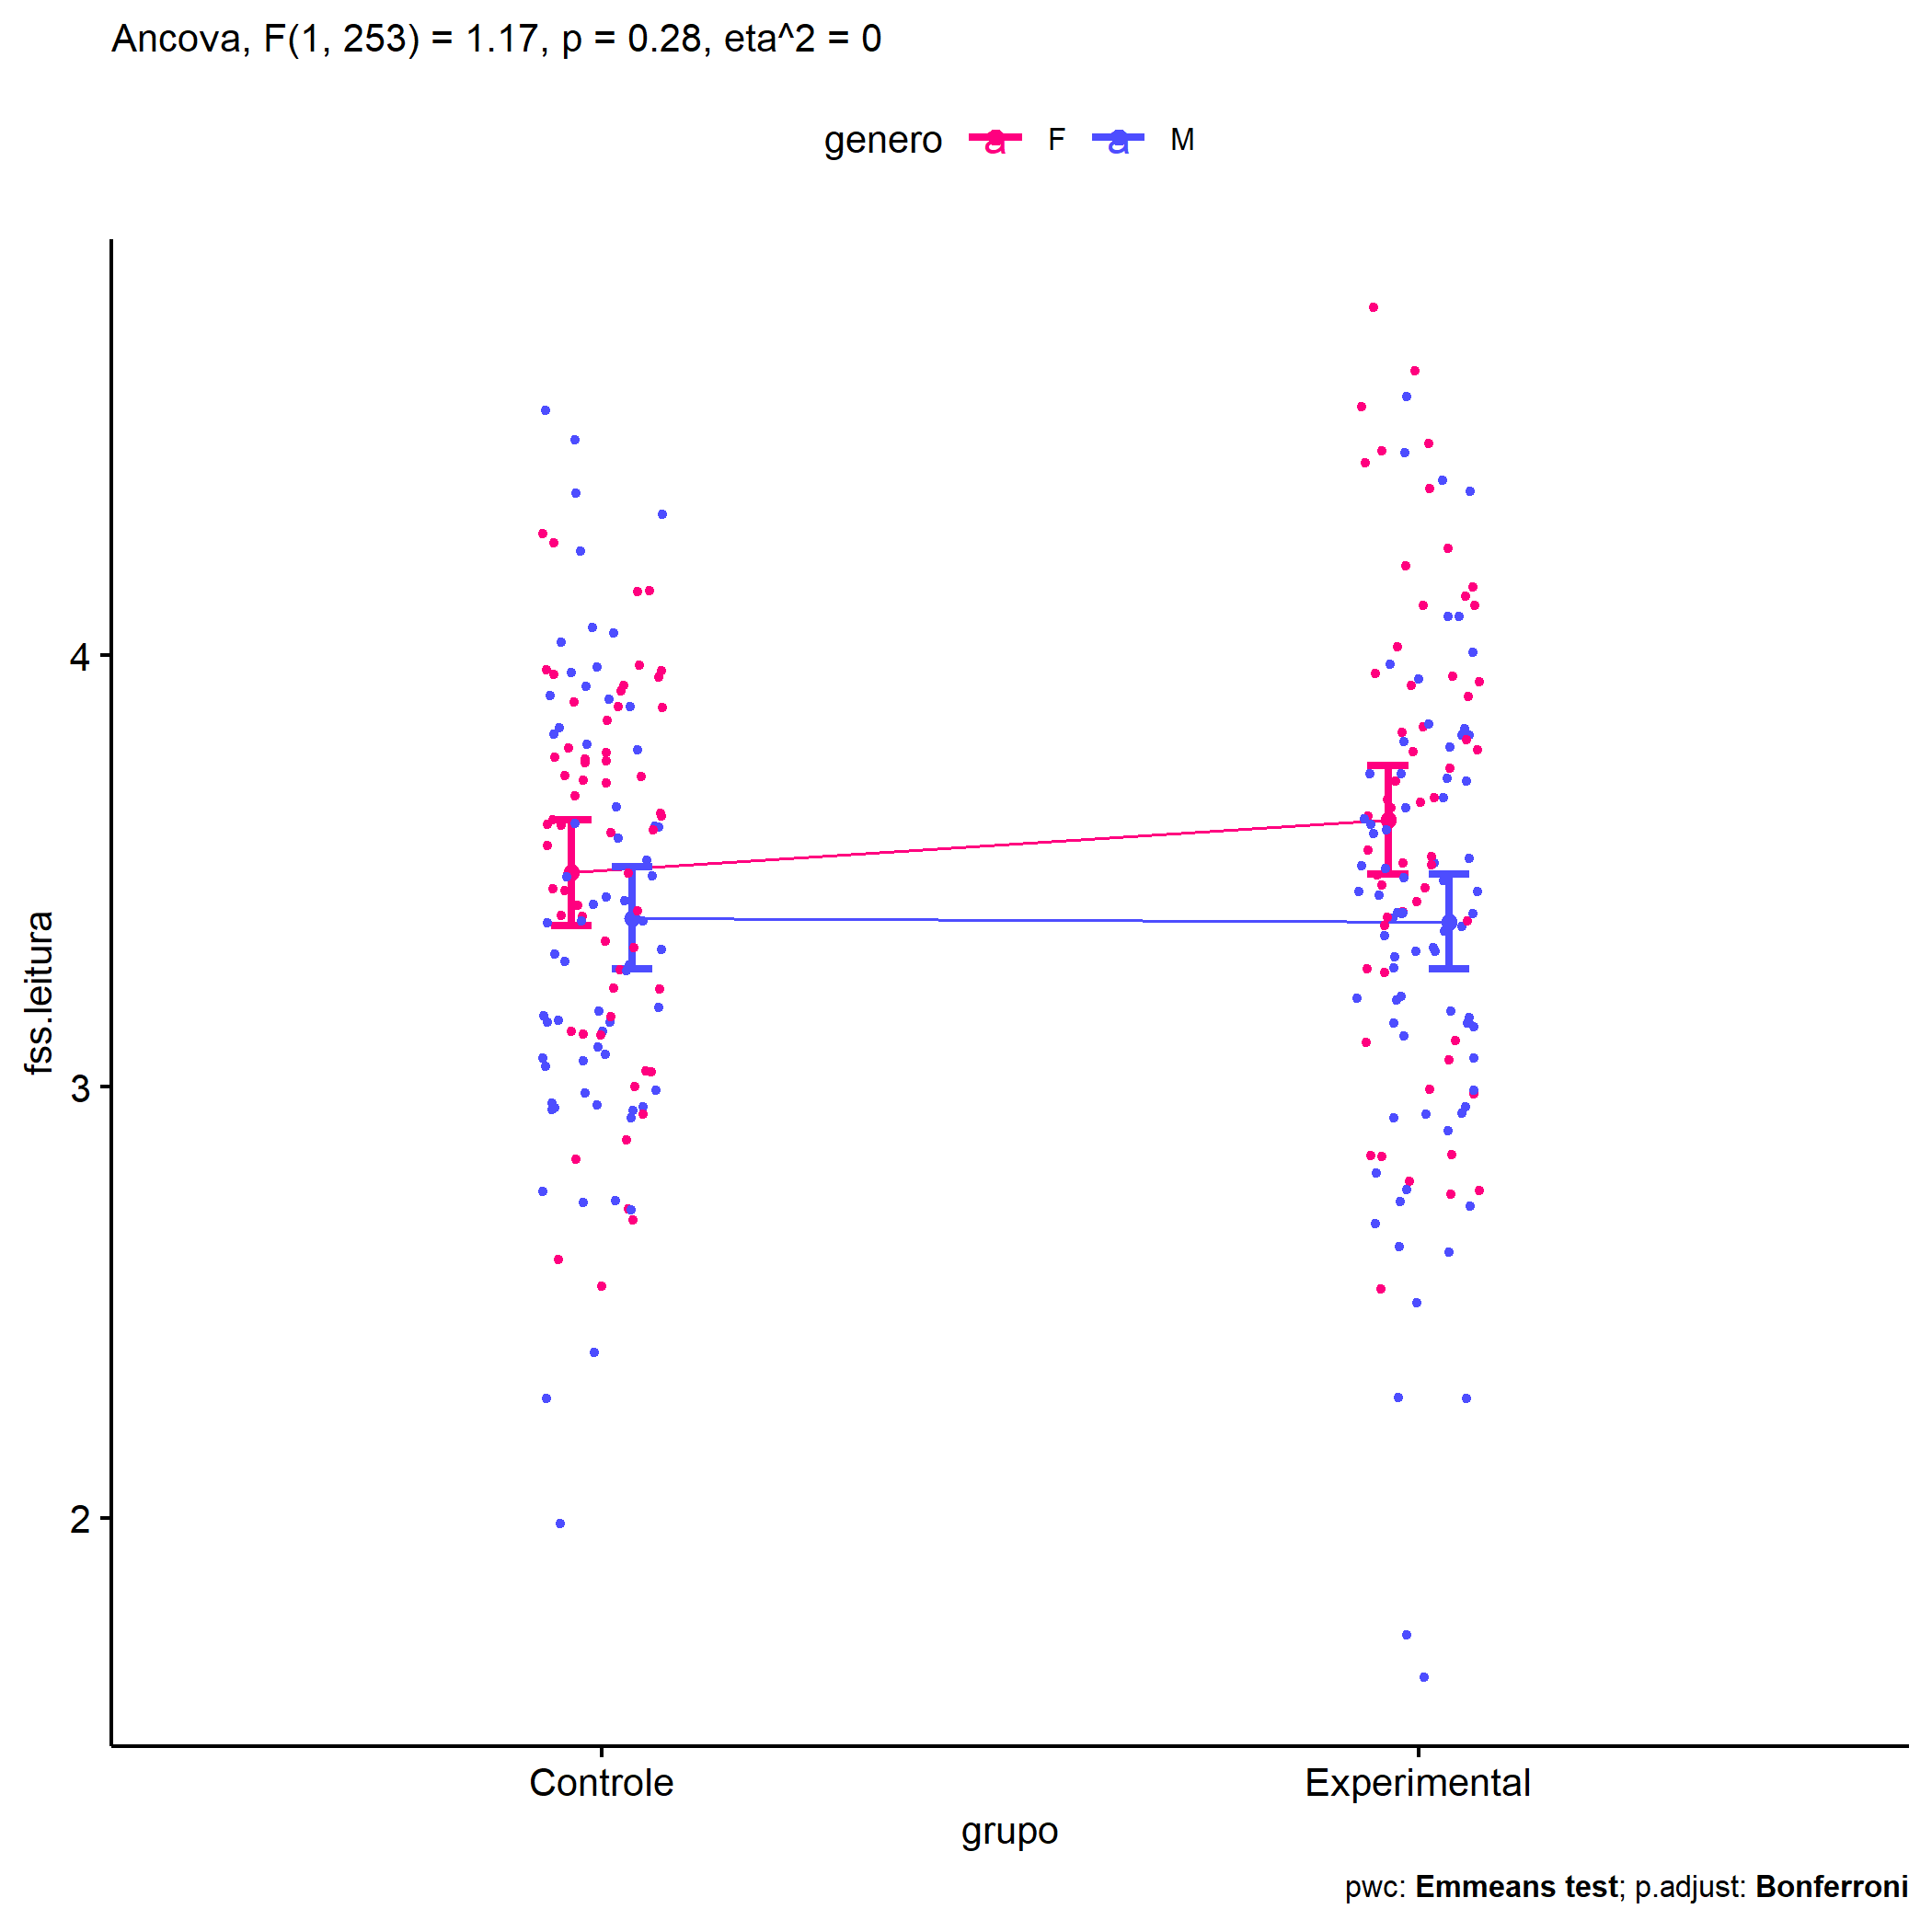 Ancova, F(1, 253) = 1.17, p = 0.28, eta^2 = 0
genero a F a M
fss.leitura
4
3
2
Controle Experimental
grupo
pwc: Emmeans test; p.adjust: Bonferroni